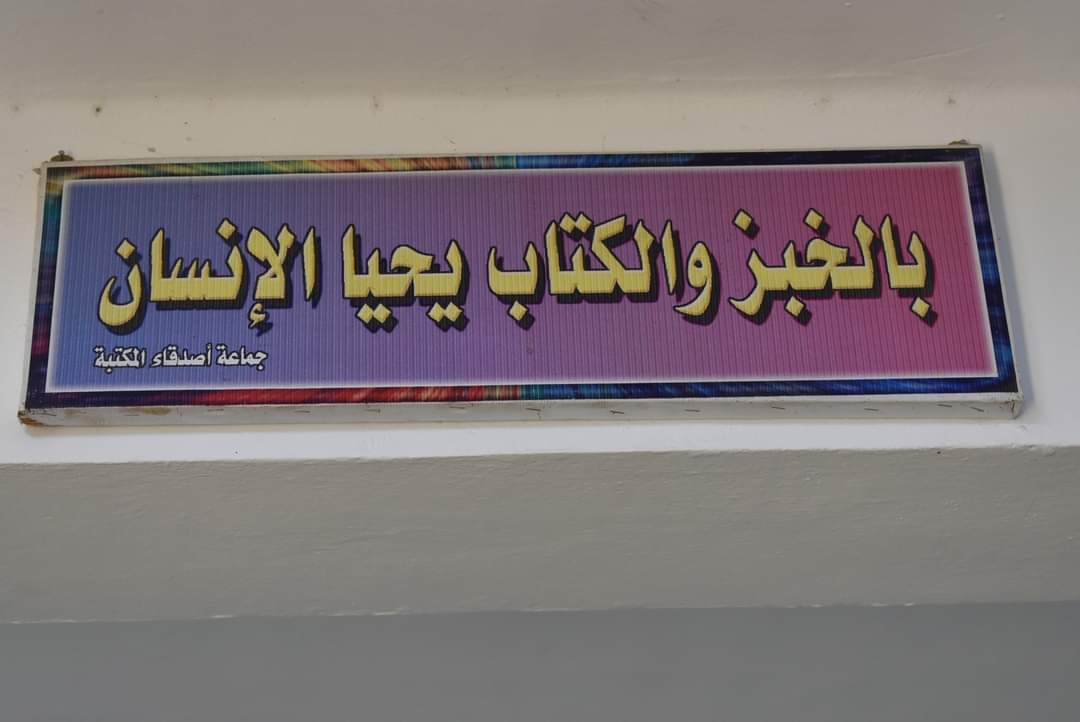 بالخبز والكتاب يحيا الإنسان
جماعة أصدقاء المكتبة